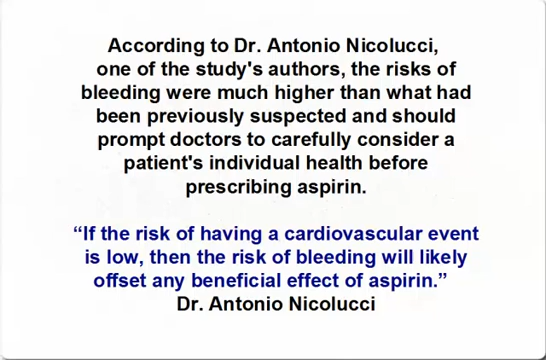 According to Dr. Antonio Nicolucci,
one of the study's authors, the risks of
bleeding were much higher than what had
been previously suspected and should
prompt doctors to carefully consider a
patient's individual health before
prescribing aspirin.
“If the risk of having a cardiovascular event
is low, then the risk of bleeding will likely
offset any beneficial effect of aspirin.”
Dr. Antonio Nicolucci